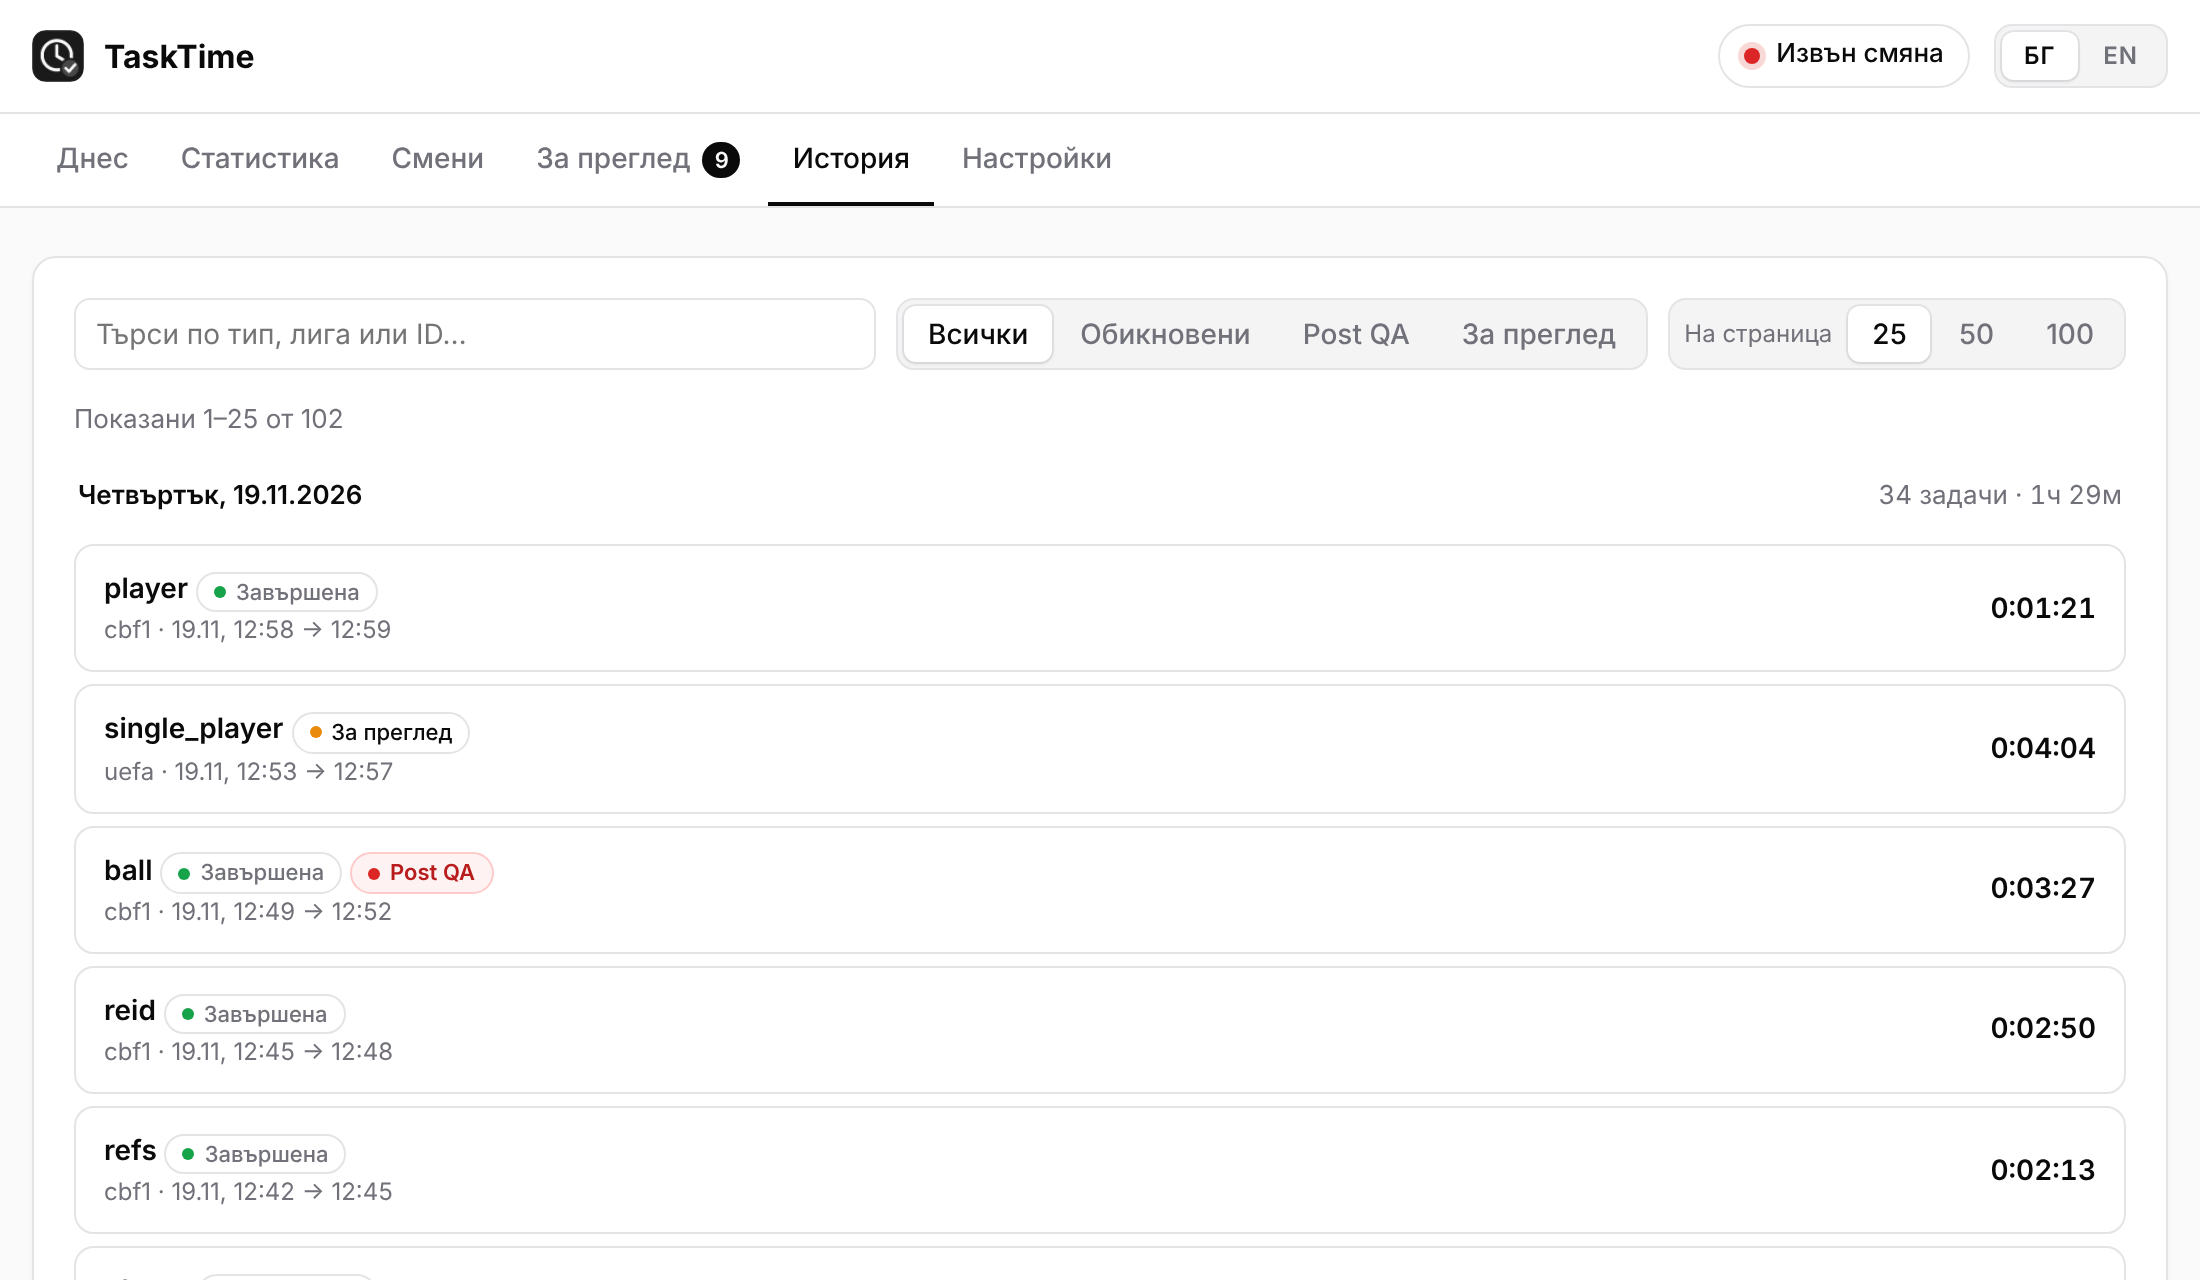 TaskTime
Извън смяна
БГ EN
Днес Статистика Смени За преглед 9 История Настройки
Търси по тип, лига или ID...
Всички Обикновени Post QA За преглед
На страница 25 50 100
Показани 1–25 от 102
Четвъртък, 19.11.2026
34 задачи · 1ч 29м
player Завършена
cbf1 · 19.11, 12:58 → 12:59
0:01:21
single_player За преглед
uefa · 19.11, 12:53 → 12:57
0:04:04
ball Завършена Post QA
cbf1 · 19.11, 12:49 → 12:52
0:03:27
reid Завършена
cbf1 · 19.11, 12:45 → 12:48
0:02:50
refs Завършена
cbf1 · 19.11, 12:42 → 12:45
0:02:13